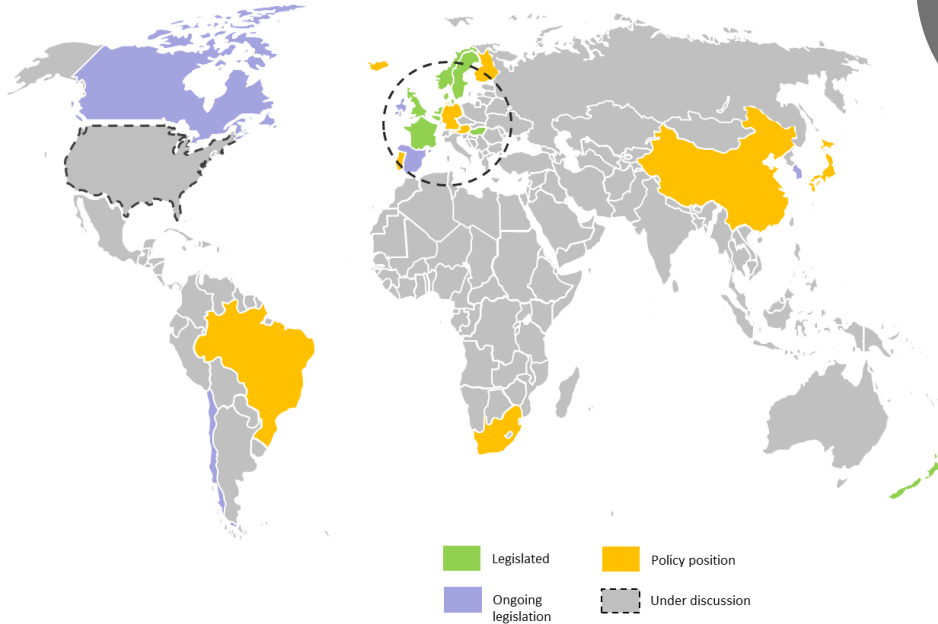 Legislated
Policy position
Ongoing
legislation
Under discussion